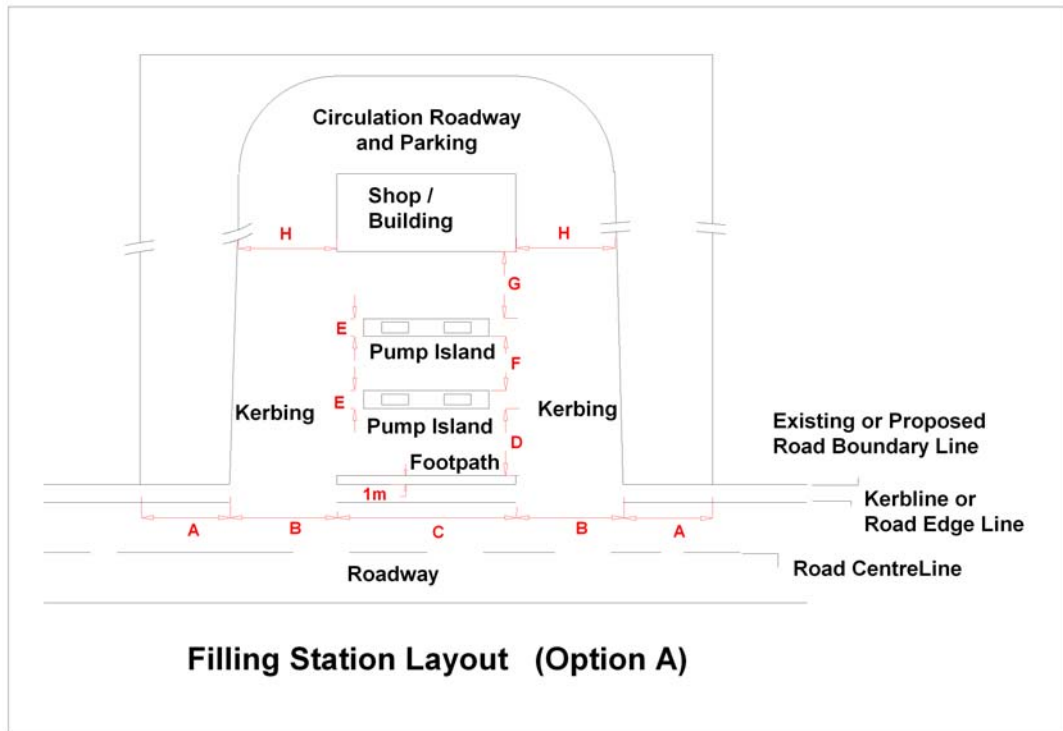 Circulation Roadway
and Parking
Shop /
Building
H
H
G
E
Pump Island
F
E
Kerbing
Kerbing
Pump Island
D
Existing or Proposed
Road Boundary Line
Footpath
1m
Kerbline or
Road Edge Line
A
B
C
B
A
Roadway
Road CentreLine
Filling Station Layout (Option A)